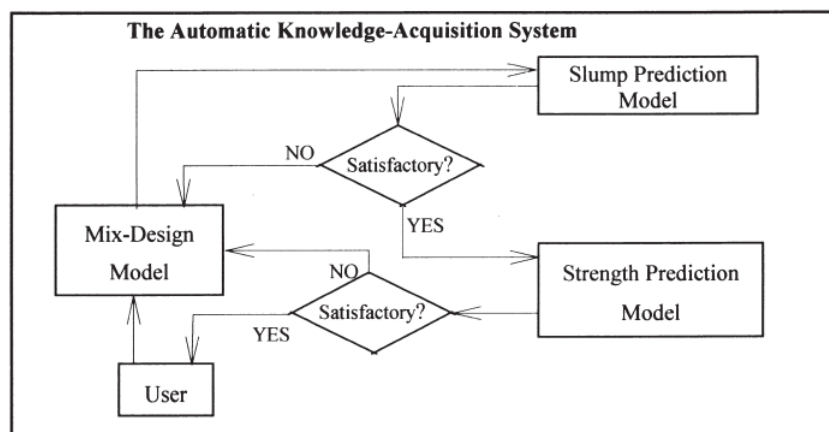 The Automatic Knowledge-Acquisition System
Slump Prediction
Model
NO
Satisfactory?
YES
Mix-Design
Model
NO
Strength Prediction
Model
Satisfactory?
YES
User